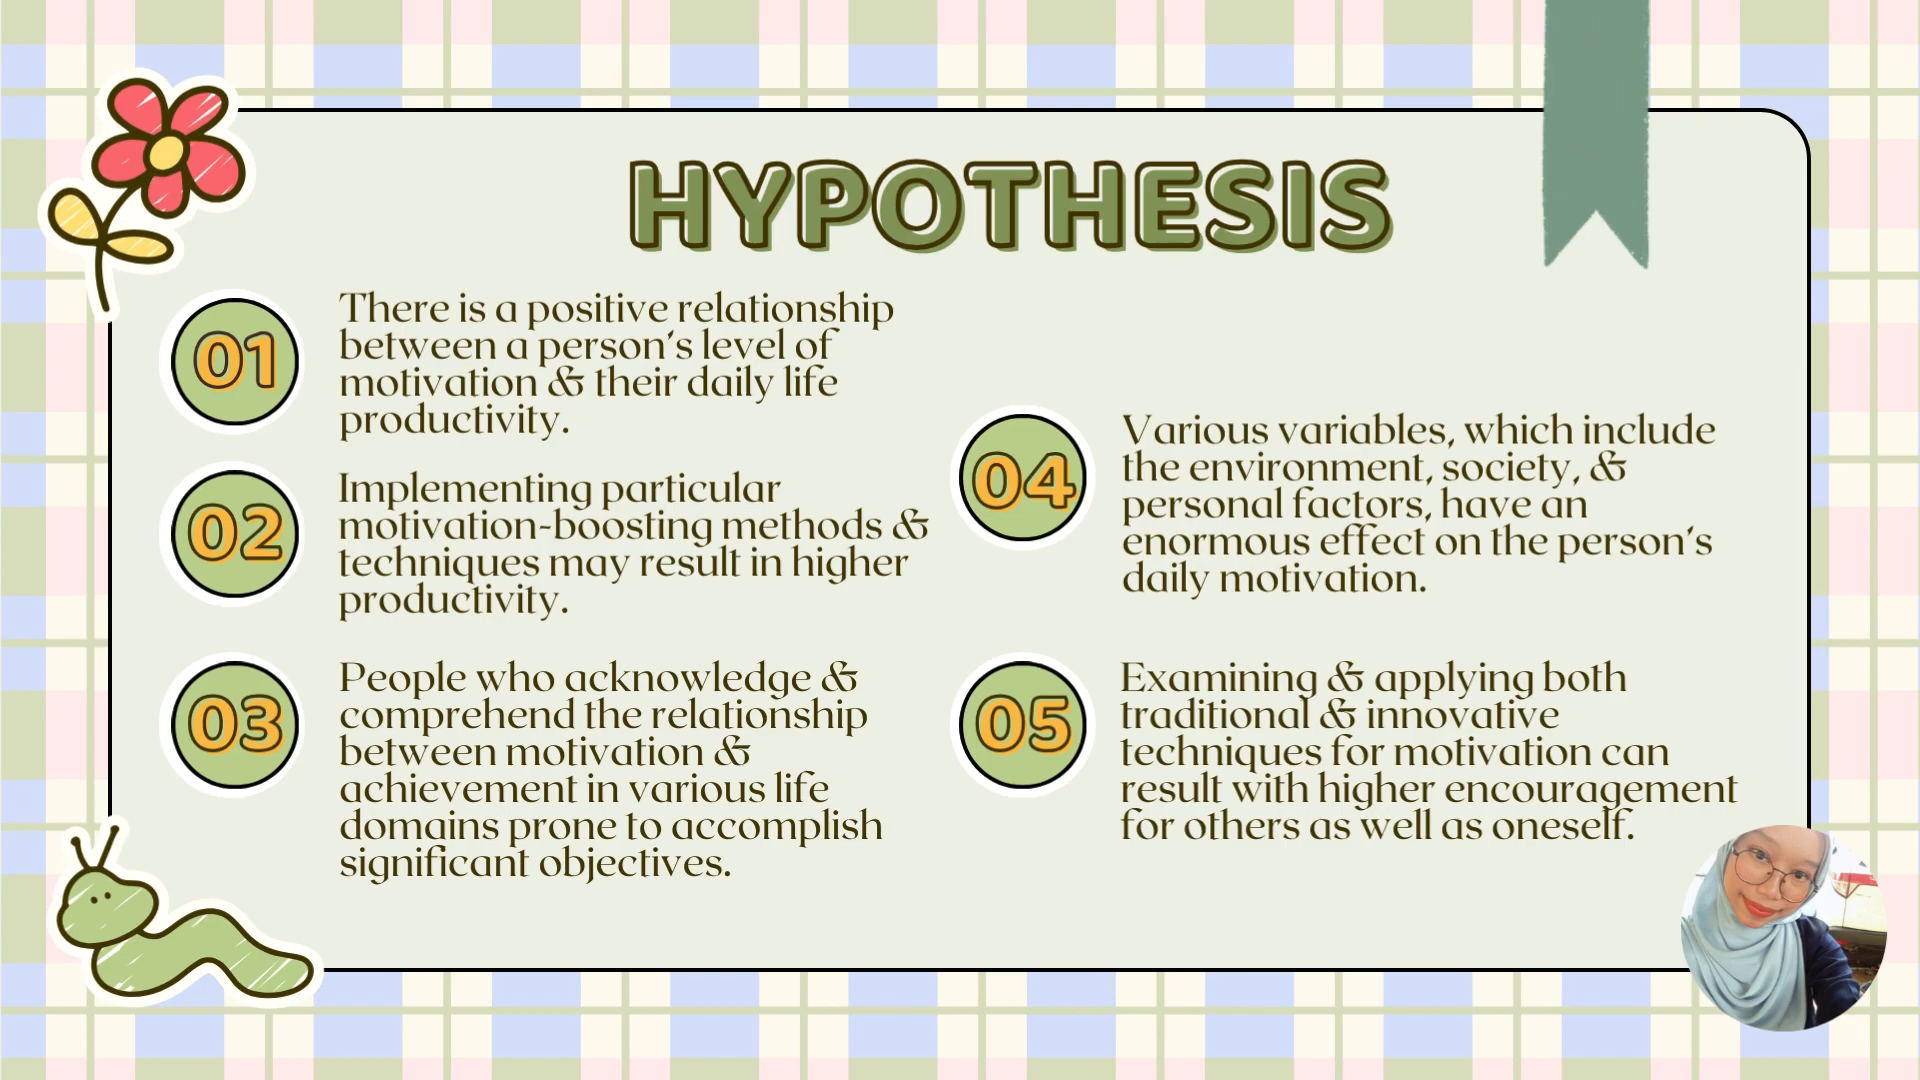 HYPOTHESIS
01
There is a positive relationship
between a person's level of
motivation & their daily life
productivity.
02
Implementing particular
motivation-boosting methods &
techniques may result in higher
productivity.
03
People who acknowledge &
comprehend the relationship
between motivation &
achievement in various life
domains prone to accomplish
significant objectives.
04
Various variables, which include
the environment, society, &
personal factors, have an
enormous effect on the person's
daily motivation.
05
Examining & applying both
traditional & innovative
techniques for motivation can
result with higher encouragement
for others as well as oneself.